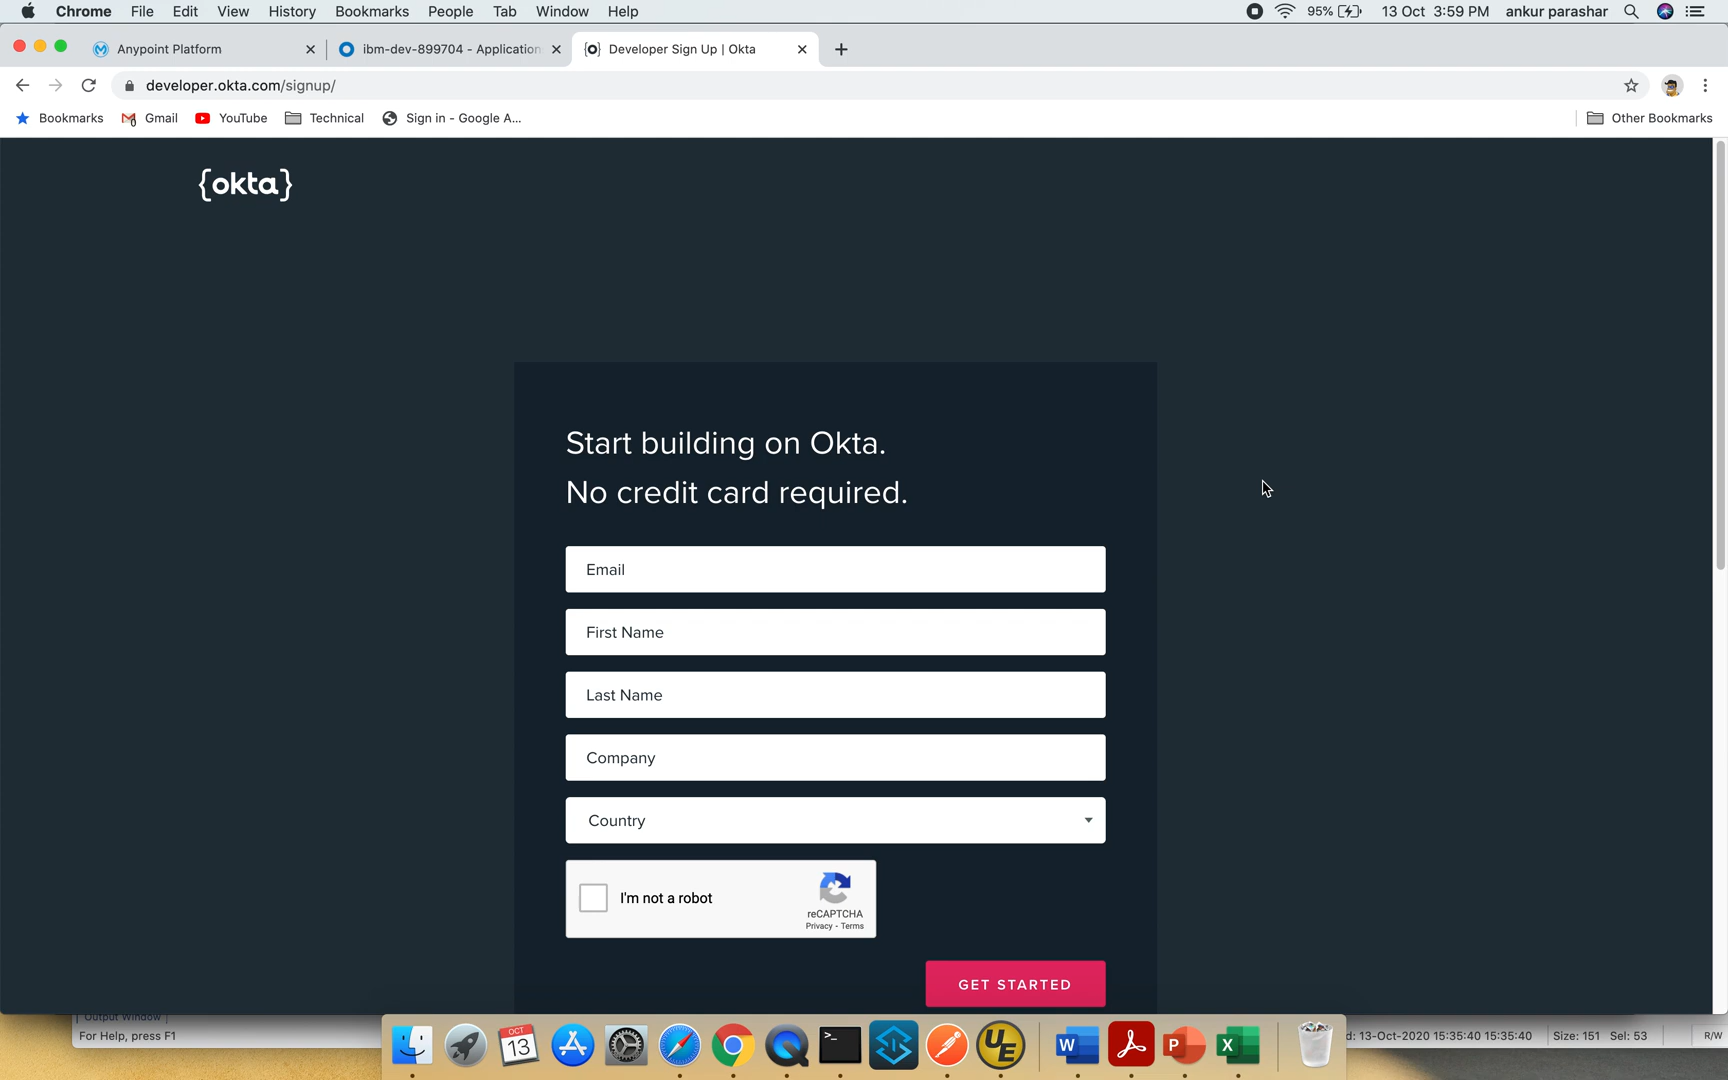 Chrome File Edit View History Bookmarks People Tab Window Help 95% 13 Oct 3:59 PM ankur parashar
Anypoint Platform ibm-dev-899704 - Application Developer Sign Up | Okta
developer.okta.com/signup/
Bookmarks Gmail YouTube Technical Sign in - Google A... Other Bookmarks
{okta}
Start building on Okta.
No credit card required.
Email
First Name
Last Name
Company
Country
I'm not a robot
reCAPTCHA
Privacy - Terms
GET STARTED
Output Window
For Help, press F1
OCT
13
UE
W
P
X
d: 13-Oct-2020 15:35:40 15:35:40 Size: 151 Sel: 53 R/W